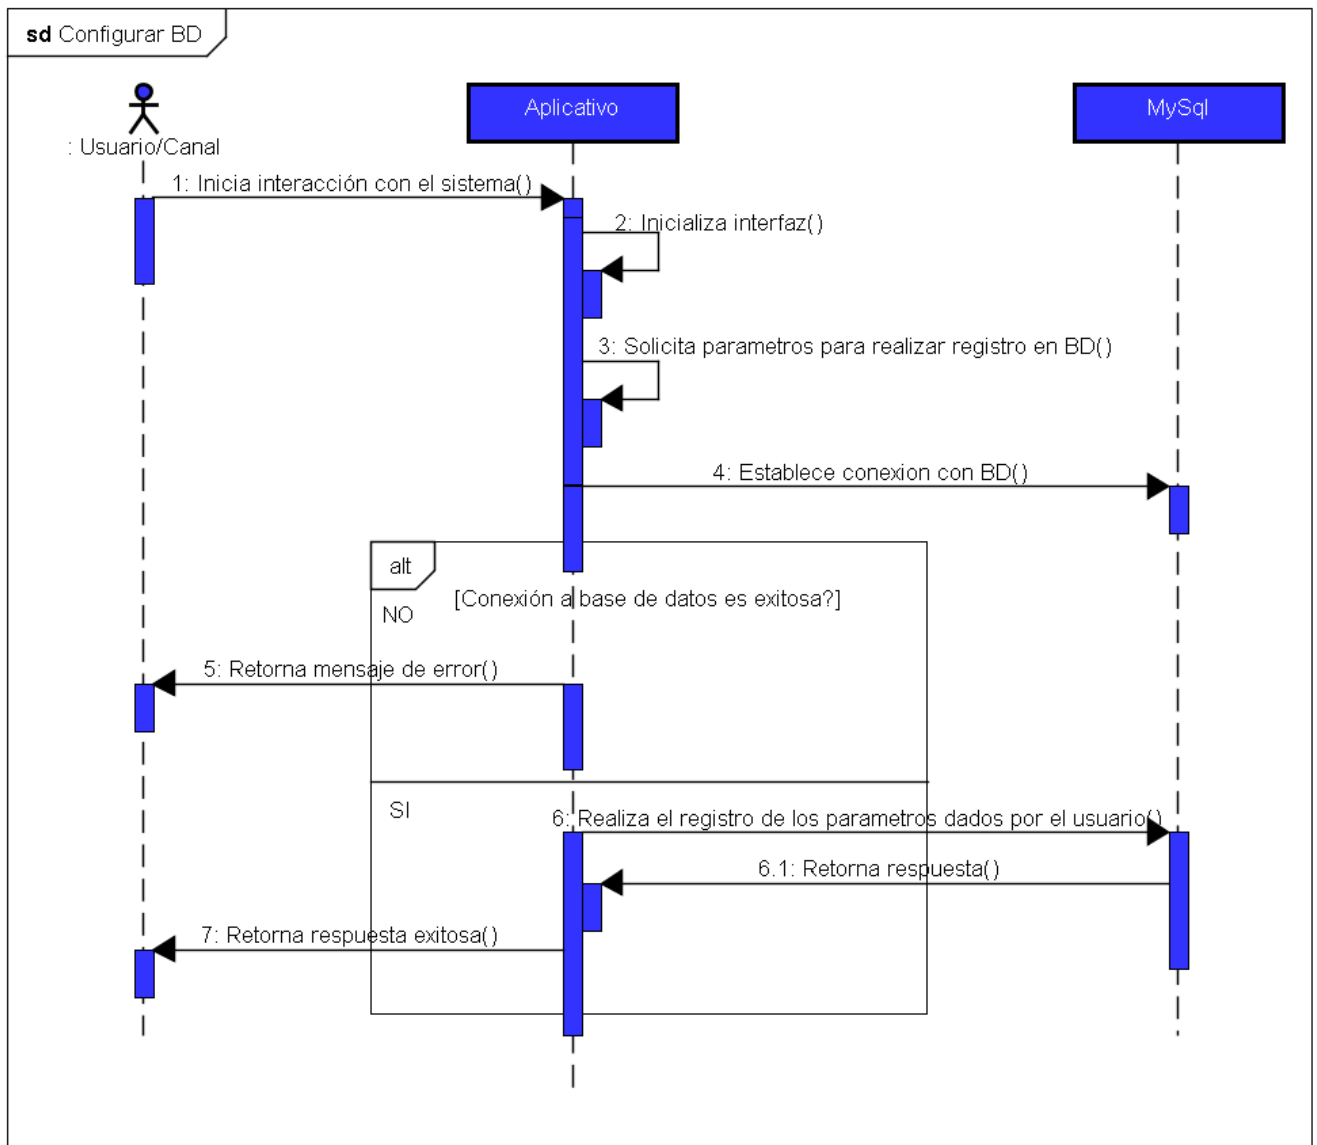 sd Configurar BD
: Usuario/Canal
Aplicativo
MySql
1: Inicia interacción con el sistema()
2: Inicializa interfaz()
3: Solicita parametros para realizar registro en BD()
4: Establece conexion con BD()
alt
[Conexión a base de datos es exitosa?]
NO
5: Retorna mensaje de error()
SI
6: Realiza el registro de los parametros dados por el usuario()
6.1: Retorna respuesta()
7: Retorna respuesta exitosa()